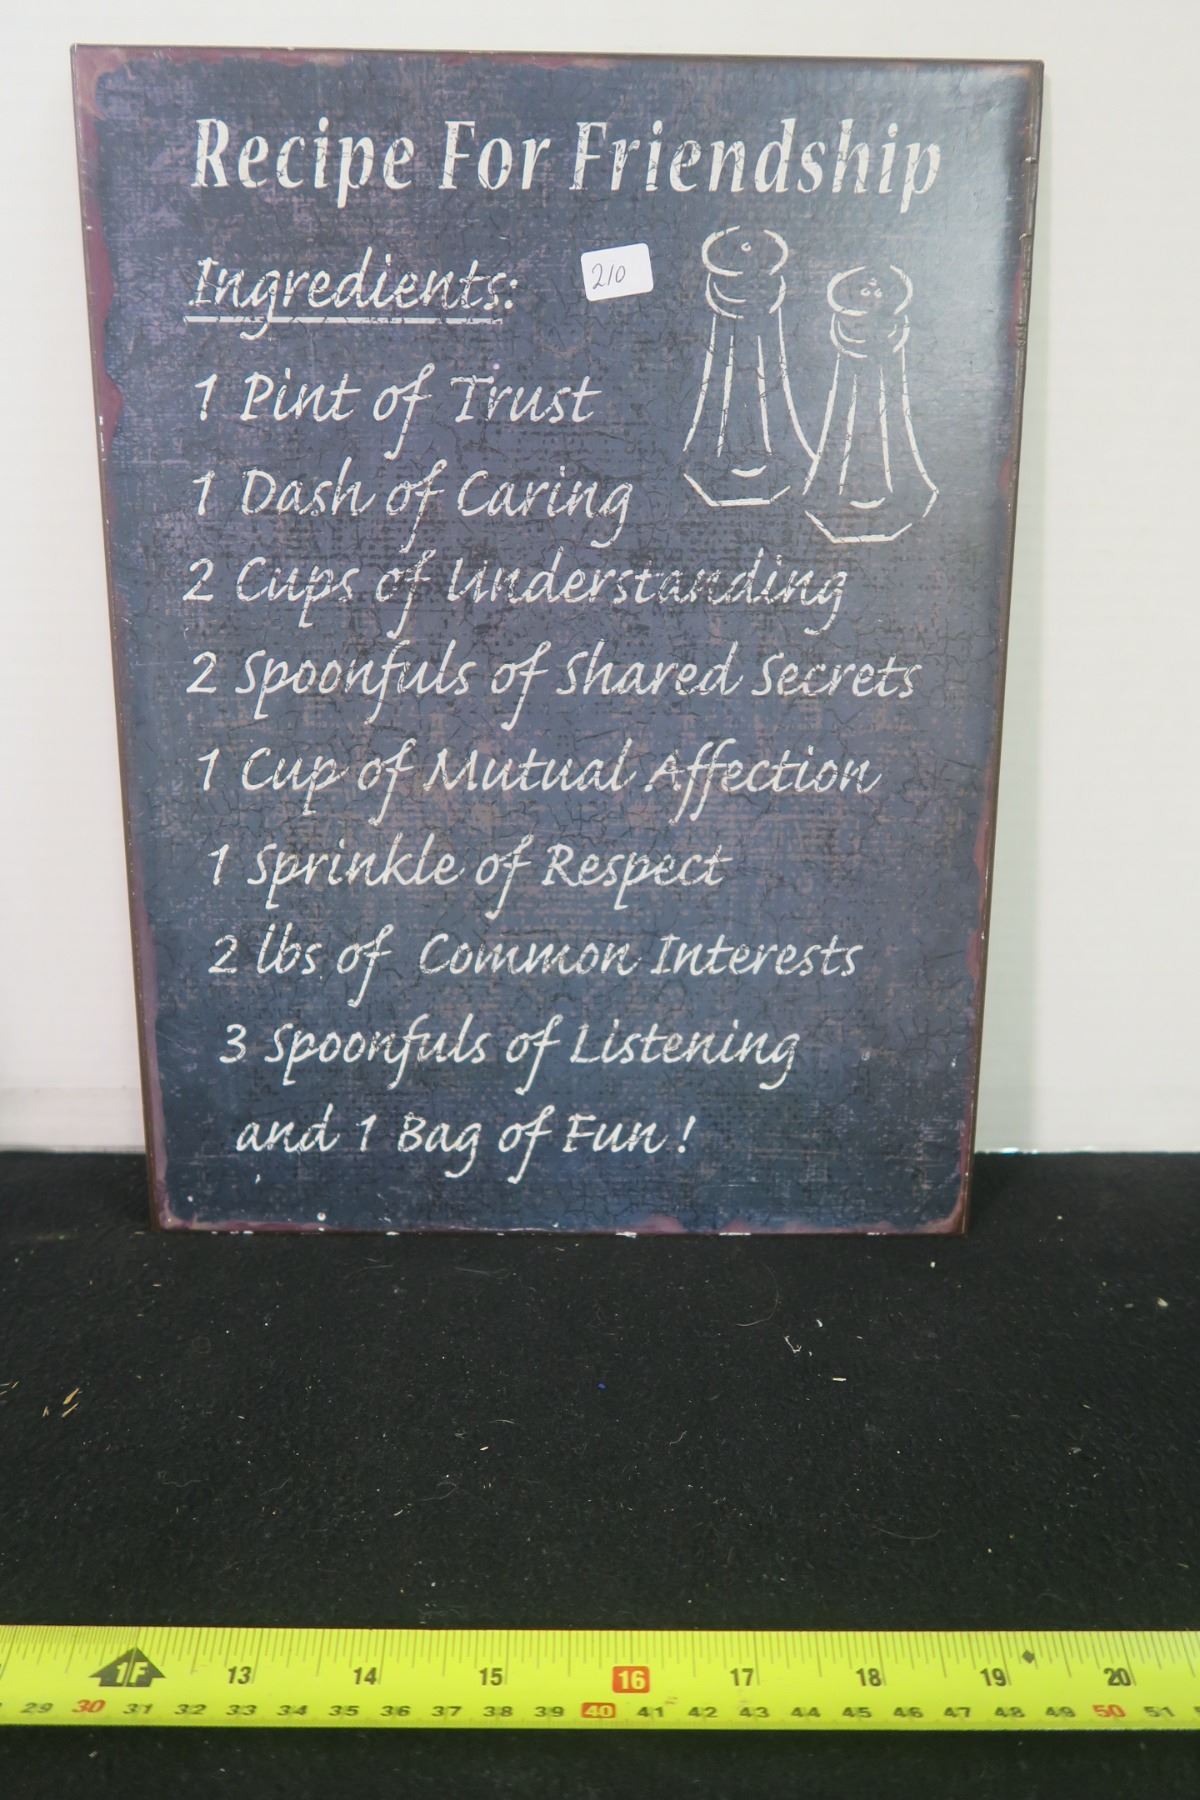 Recipe For Friendship
Ingredients:
210
1 Pint of Trust
1 Dash of Caring
2 Cups of Understanding
2 Spoonfuls of Shared Secrets
1 Cup of Mutual Affection
1 Sprinkle of Respect
2 lbs of Common Interests
3 Spoonfuls of Listening
and 1 Bag of Fun!
1F 13 14 15 16 17 18 19 20
29 30 31 32 33 34 35 36 37 38 39 40 41 42 43 44 45 46 47 48 49 50 51